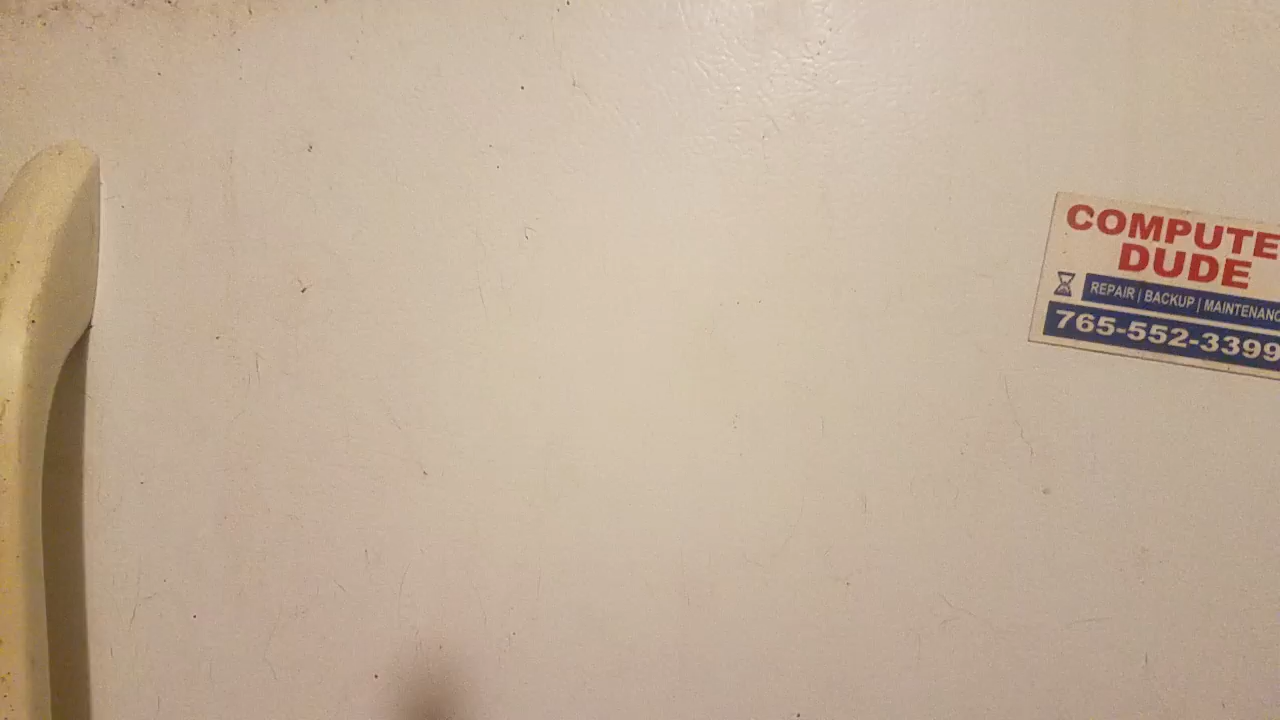 COMPUTE
DUDE
REPAIR | BACKUP | MAINTENANC
765-552-3399